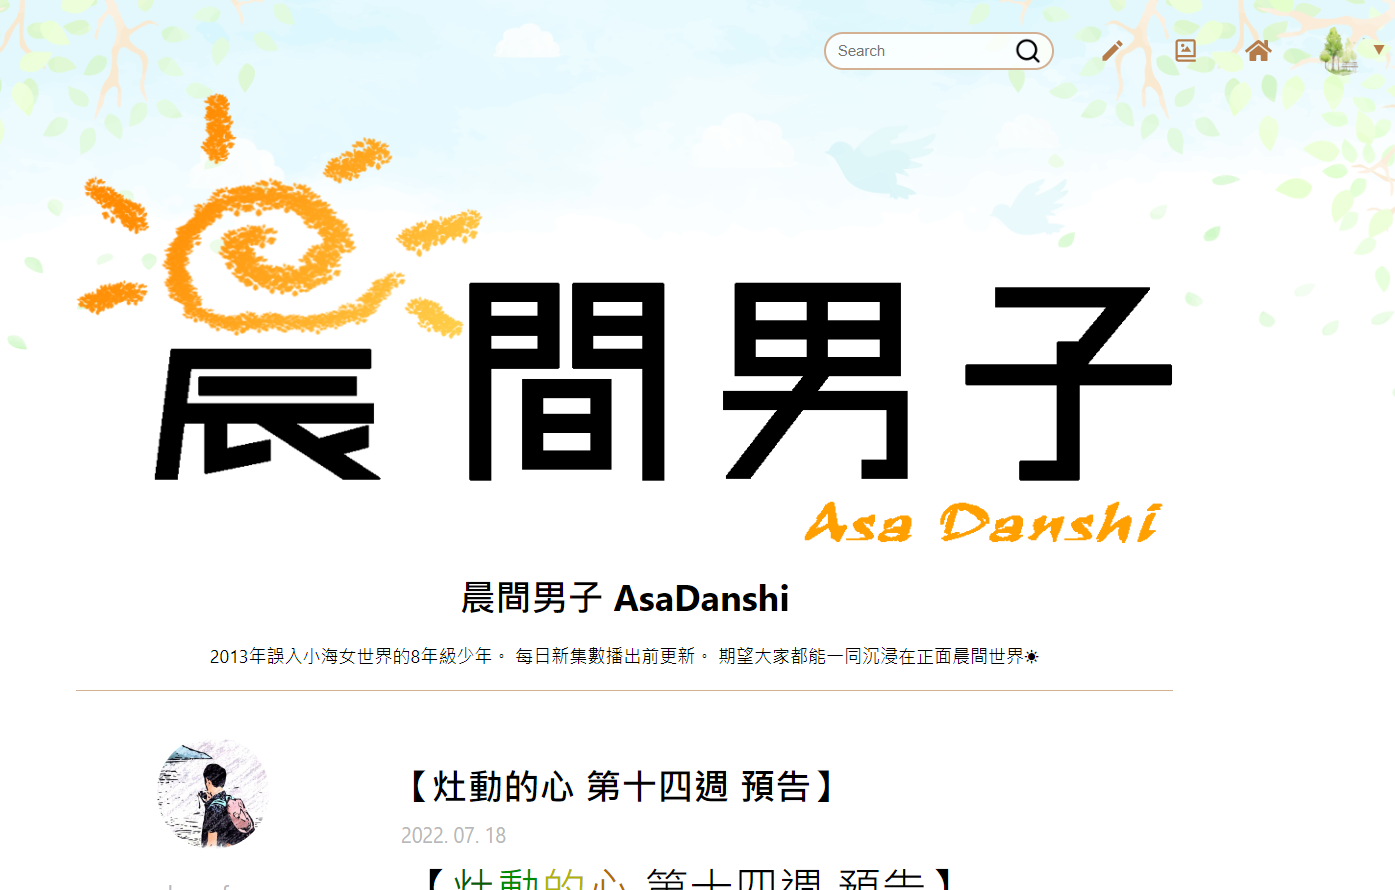 Search
晨間男子
Asa Danshi
晨間男子 AsaDanshi
2013年誤入小海女世界的8年級少年。 每日新集數播出前更新。 期望大家都能一同沉浸在正面晨間世界☀
【灶動的心 第十四週 預告】
2022. 07. 18
【灶動的心 第十四週 預告】